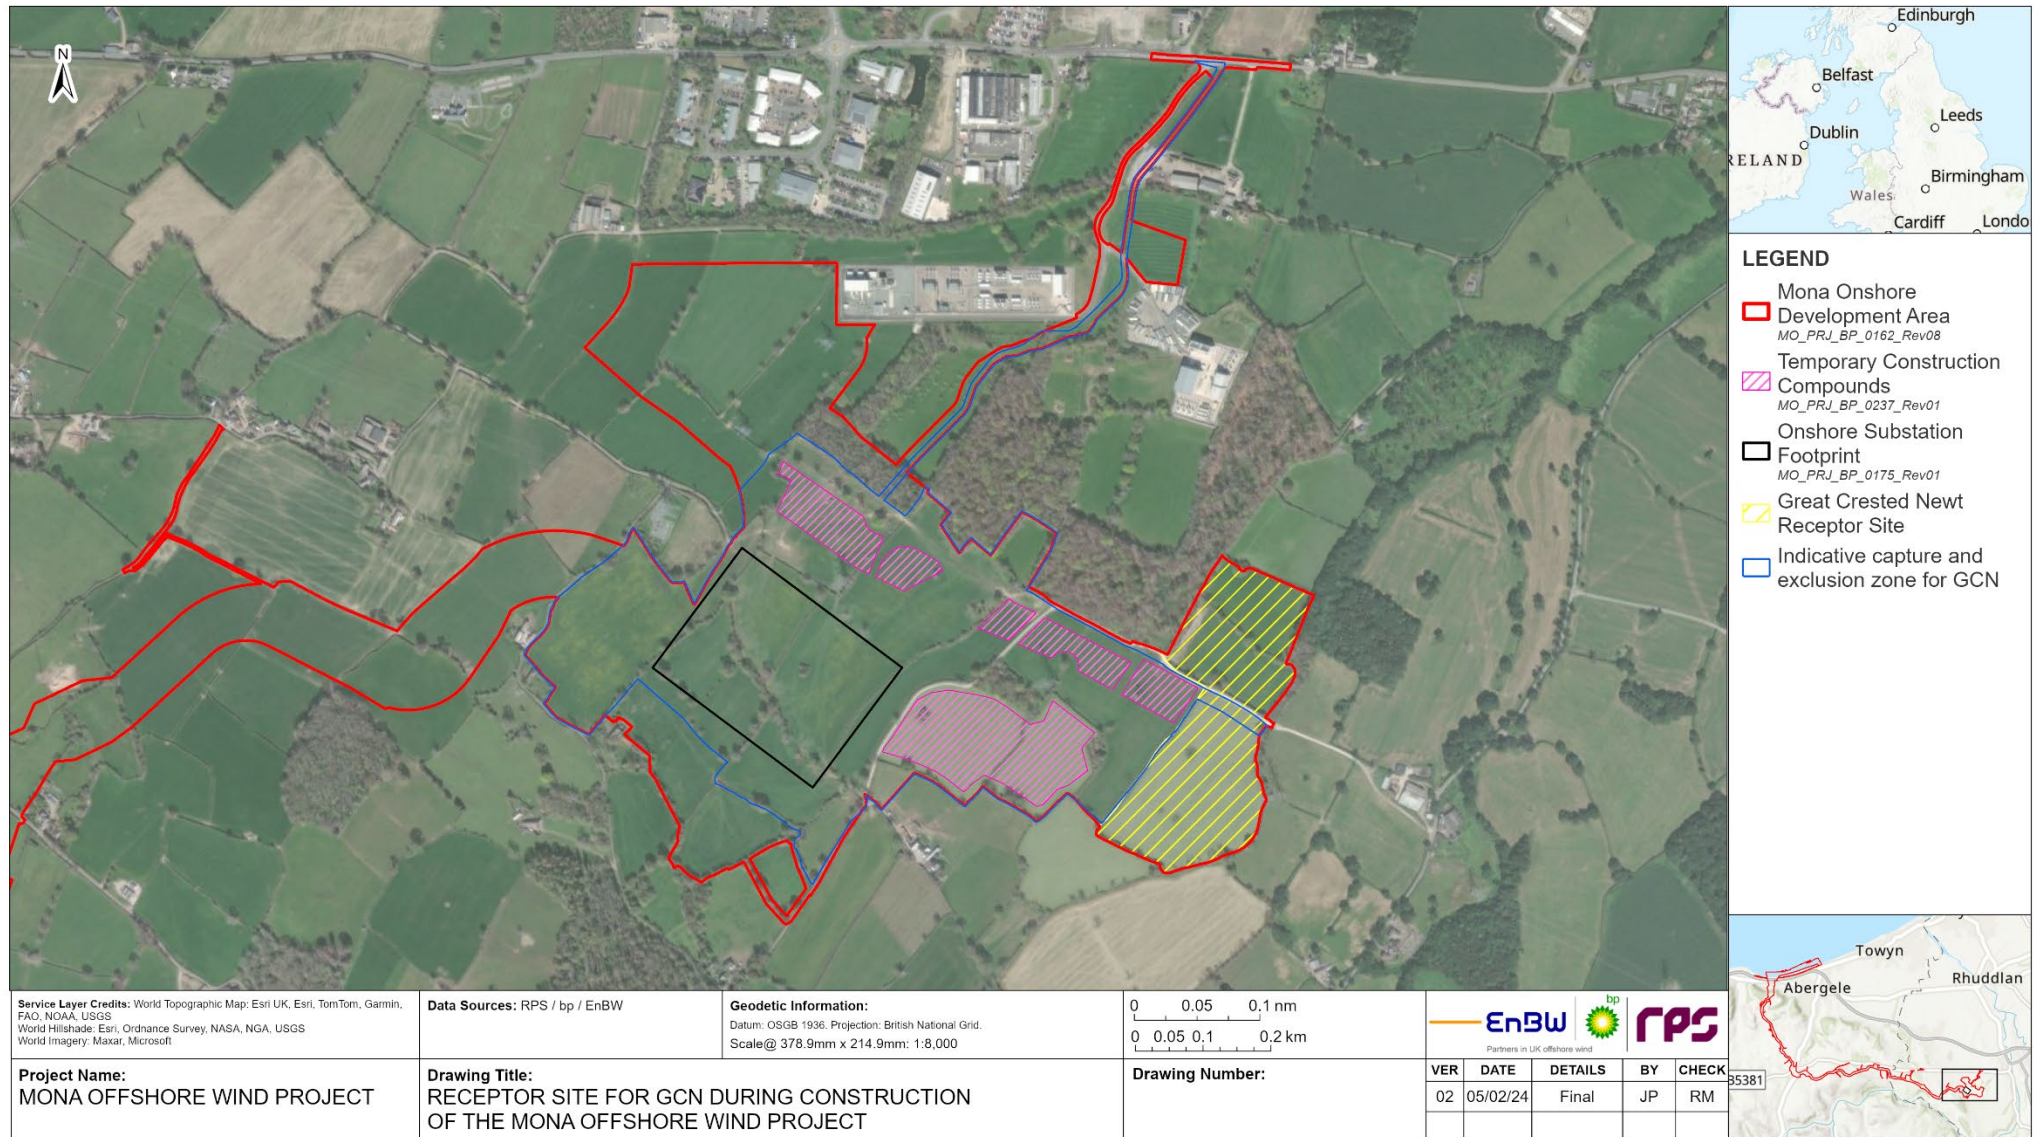 N
Edinburgh
Belfast
Leeds
Dublin
RELAND
Birmingham
Wales
Cardiff
Londo
LEGEND
Mona Onshore
Development Area
MO_PRJ_BP_0162_Rev08
Temporary Construction
Compounds
MO_PRJ_BP_0237_Rev01
Onshore Substation
Footprint
MO_PRJ_BP_0175_Rev01
Great Crested Newt
Receptor Site
Indicative capture and
exclusion zone for GCN
Towyn
Rhuddlan
Abergele
35381
Service Layer Credits: World Topographic Map: Esri UK, Esri, TomTom, Garmin,
FAO, NOAA, USGS
World Hillshade: Esri, Ordnance Survey, NASA, NGA, USGS
World Imagery: Maxar, Microsoft
Data Sources: RPS / bp / EnBW
Geodetic Information:
Datum: OSGB 1936. Projection: British National Grid.
Scale@ 378.9mm x 214.9mm: 1:8,000
0 0.05 0.1 nm
0 0.05 0.1 0.2 km
EnBW
bp
rps
Partners in UK offshore wind
Project Name:
MONA OFFSHORE WIND PROJECT
Drawing Title:
RECEPTOR SITE FOR GCN DURING CONSTRUCTION
OF THE MONA OFFSHORE WIND PROJECT
Drawing Number:
VER DATE DETAILS BY CHECK
02 05/02/24 Final JP RM